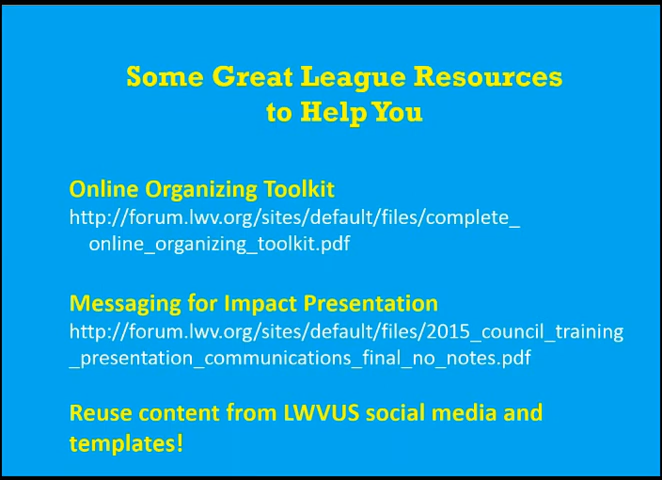 Some Great League Resources
to Help You
Online Organizing Toolkit
http://forum.lwv.org/sites/default/files/complete_
online_organizing_toolkit.pdf
Messaging for Impact Presentation
http://forum.lwv.org/sites/default/files/2015_council_training
_presentation_communications_final_no_notes.pdf
Reuse content from LWVUS social media and
templates!